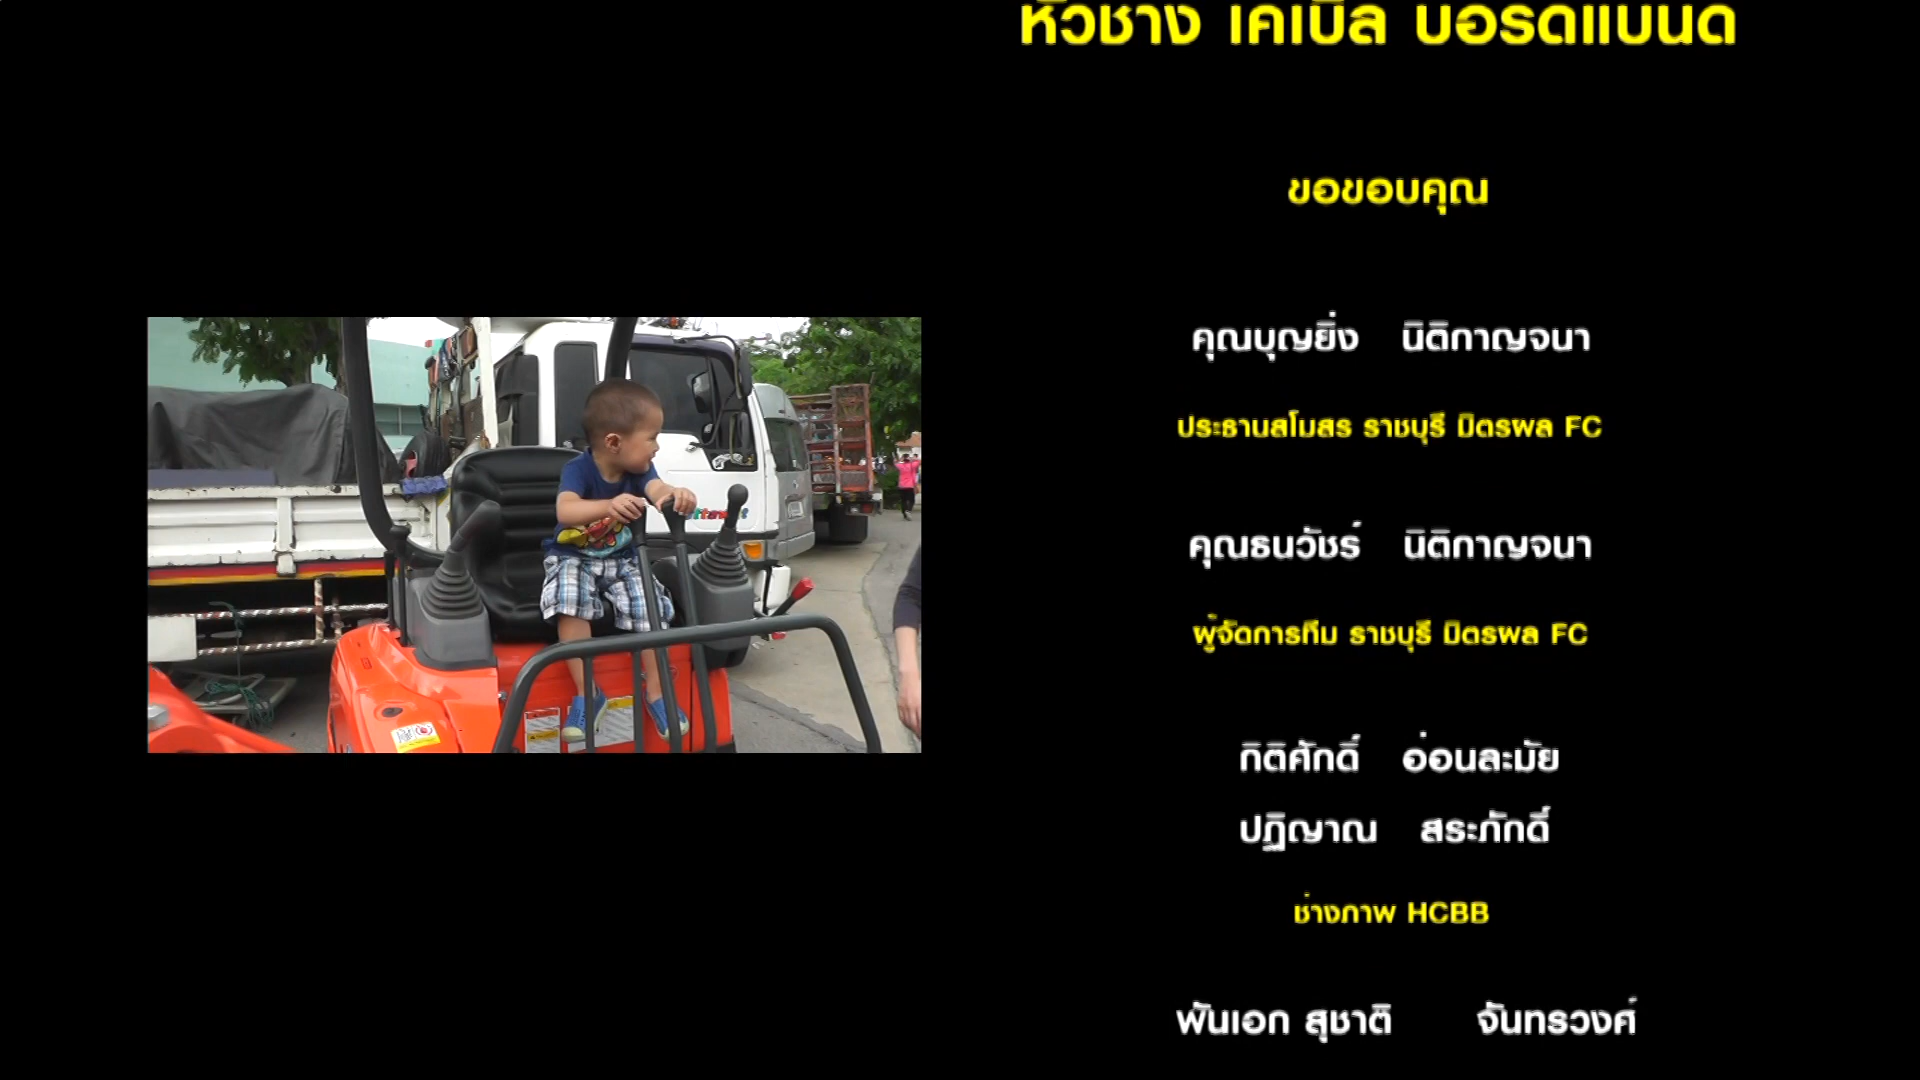 หัวช้าง เคเบิล บอร์ดแบนด์
ขอขอบคุณ
คุณบุญยิ่ง นิติกาญจนา
ประธานสโมสร ราชบุรี มิตรผล FC
คุณธนวัชร์ นิติกาญจนา
ผู้จัดการทีม ราชบุรี มิตรผล FC
กิติศักดิ์ อ่อนละมัย
ปฏิญาณ สระภักดิ์
ช่างภาพ HCBB
พันเอก สุชาติ จันทรวงศ์